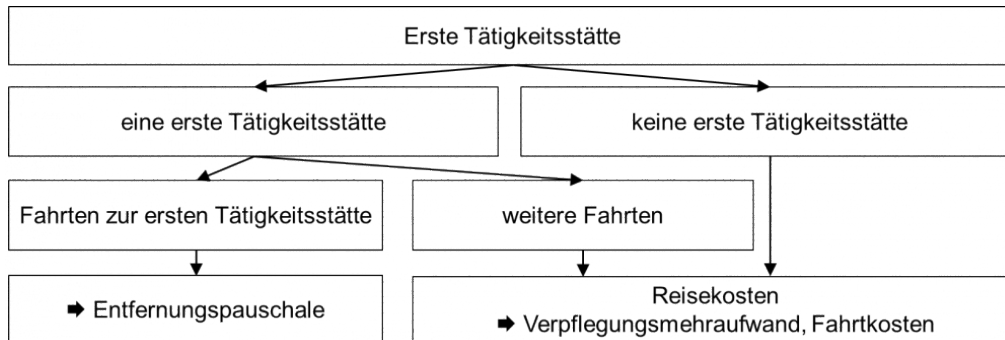 Erste Tätigkeitsstätte
eine erste Tätigkeitsstätte
keine erste Tätigkeitsstätte
Fahrten zur ersten Tätigkeitsstätte
weitere Fahrten
➡ Entfernungspauschale
Reisekosten
➡ Verpflegungsmehraufwand, Fahrtkosten